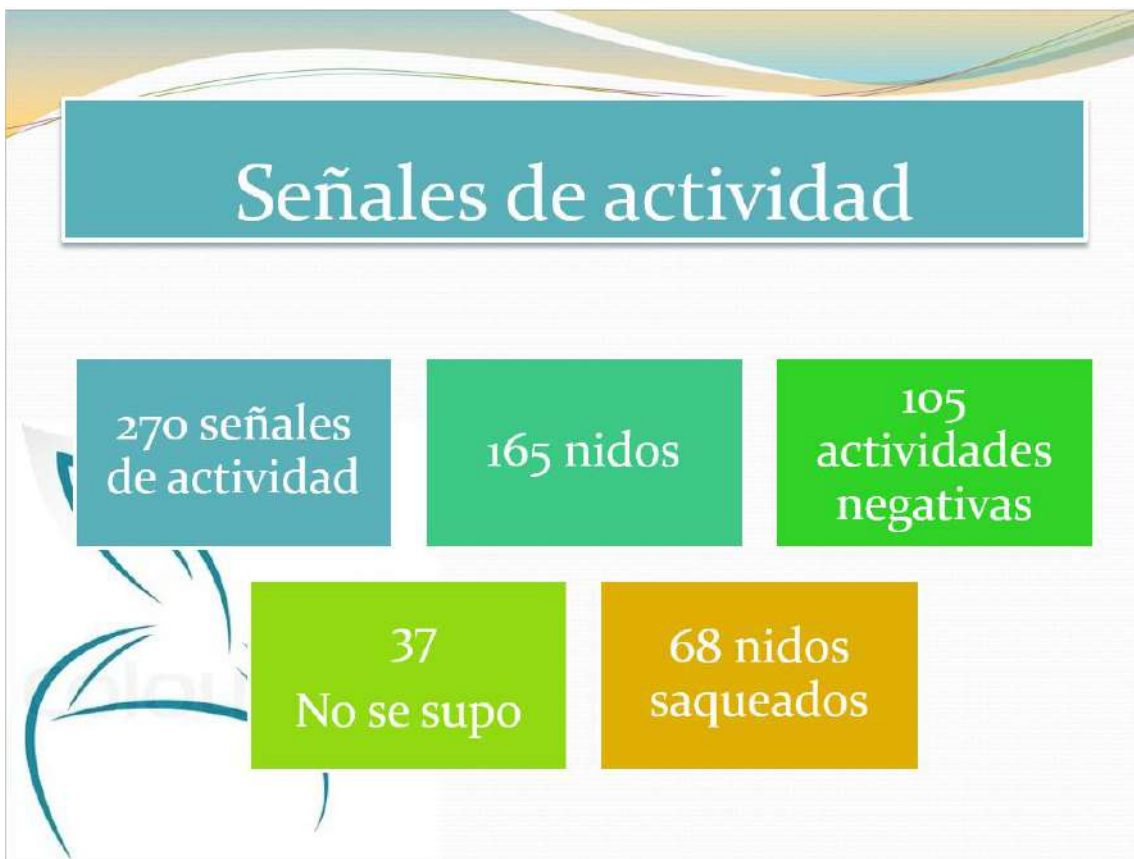 Señales de actividad
270 señales
de actividad
165 nidos
105
actividades
negativas
37
No se supo
68 nidos
saqueados